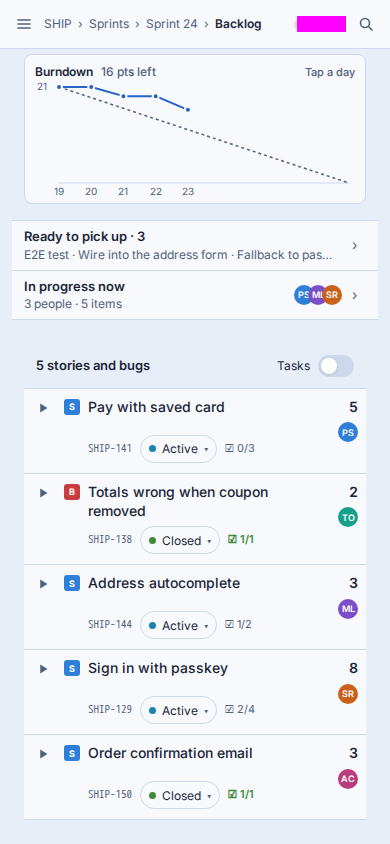 SHIP › Sprints › Sprint 24 › Backlog
Burndown 16 pts left Tap a day
21
19 20 21 22 23
Ready to pick up · 3
E2E test · Wire into the address form · Fallback to pas…
In progress now
3 people · 5 items
PS ML SR
5 stories and bugs Tasks
S Pay with saved card 5
PS
SHIP-141 Active 0/3
B Totals wrong when coupon removed 2
TO
SHIP-138 Closed 1/1
S Address autocomplete 3
ML
SHIP-144 Active 1/2
S Sign in with passkey 8
SR
SHIP-129 Active 2/4
S Order confirmation email 3
AC
SHIP-150 Closed 1/1